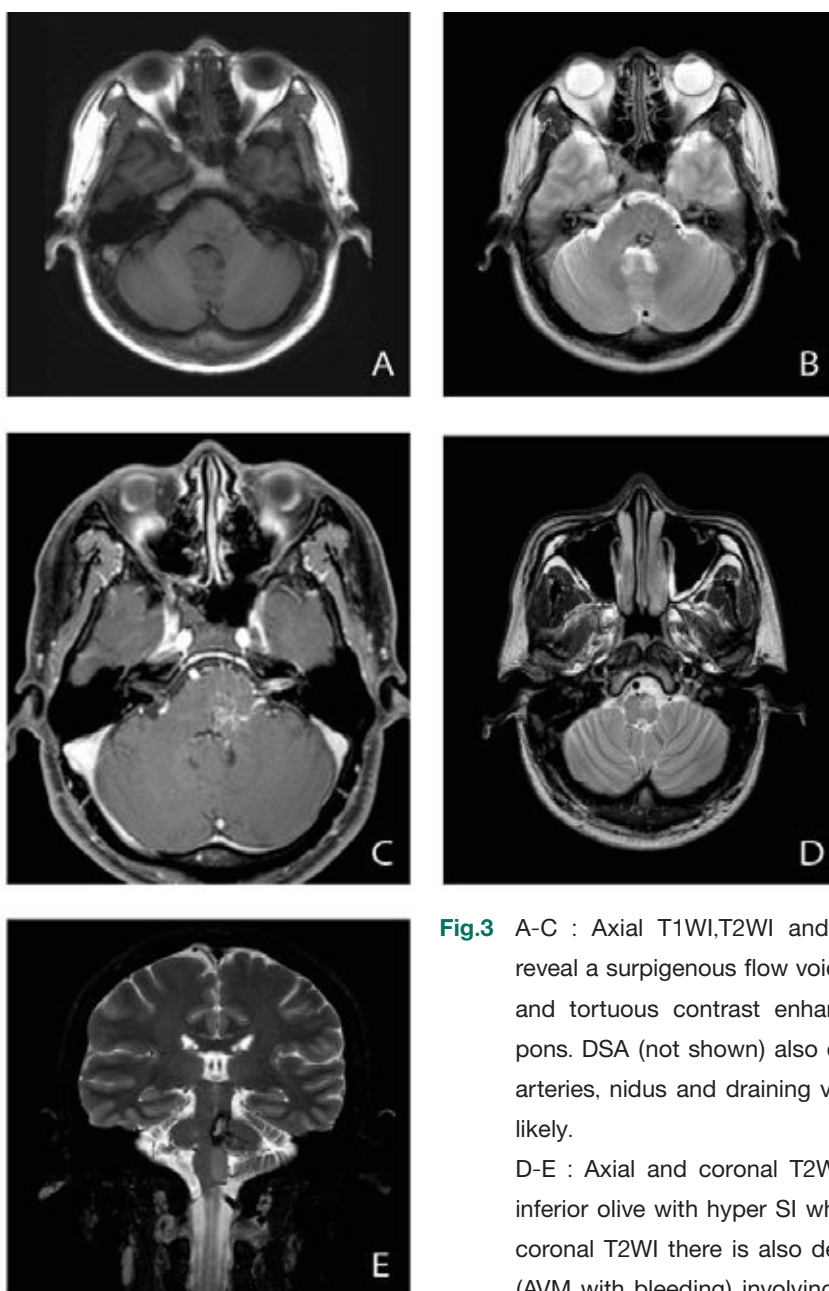 A
B
C
D
E
Fig.3 A-C : Axial T1WI,T2WI and
reveal a surpigenous flow voi
and tortuous contrast enhan
pons. DSA (not shown) also
arteries, nidus and draining v
likely.
D-E : Axial and coronal T2W
inferior olive with hyper SI wh
coronal T2WI there is also de
(AVM with bleeding) involving